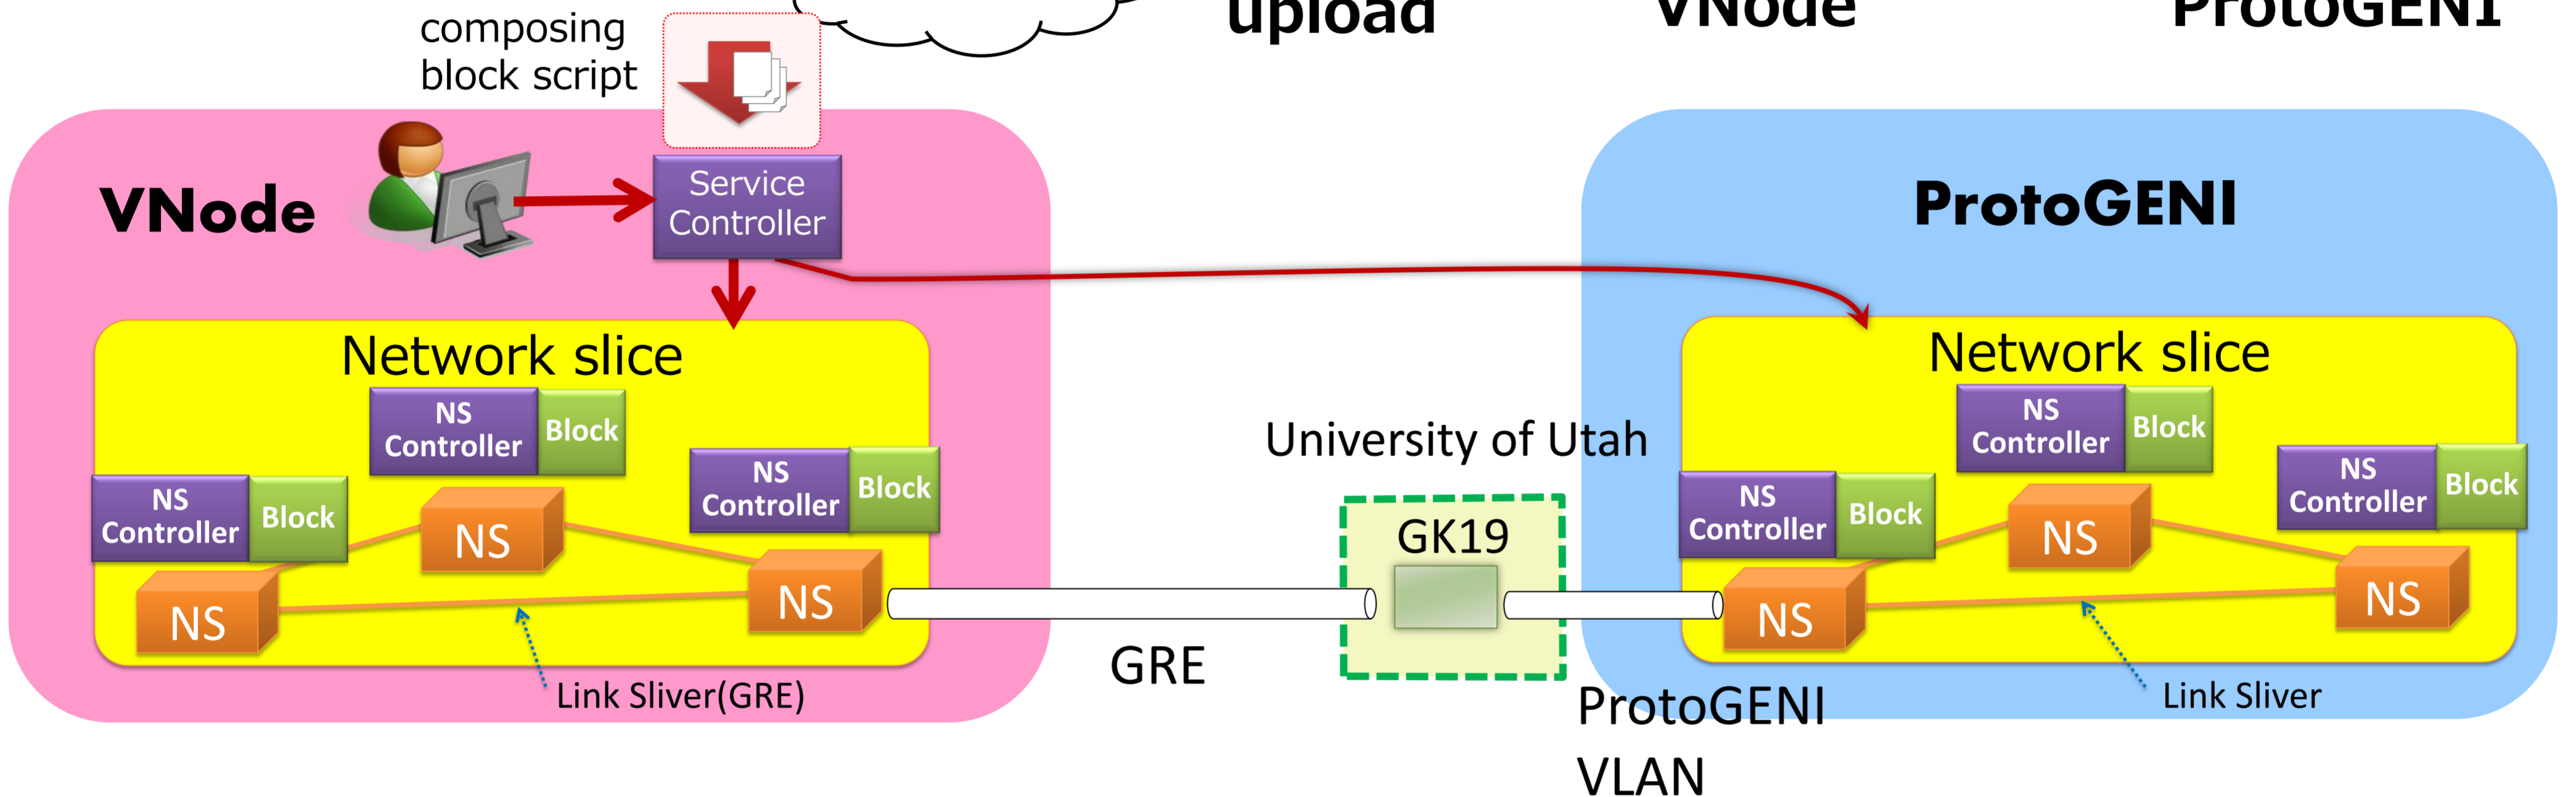 composing
block script
upload
VNode
ProtoGENI
VNode
Service
Controller
ProtoGENI
Network slice
NS
Controller
Block
NS
Controller
Block
NS
Controller
Block
NS
NS
NS
Link Sliver(GRE)
GRE
University of Utah
GK19
ProtoGENI
VLAN
Network slice
NS
Controller
Block
NS
Controller
Block
NS
Controller
Block
NS
NS
NS
Link Sliver